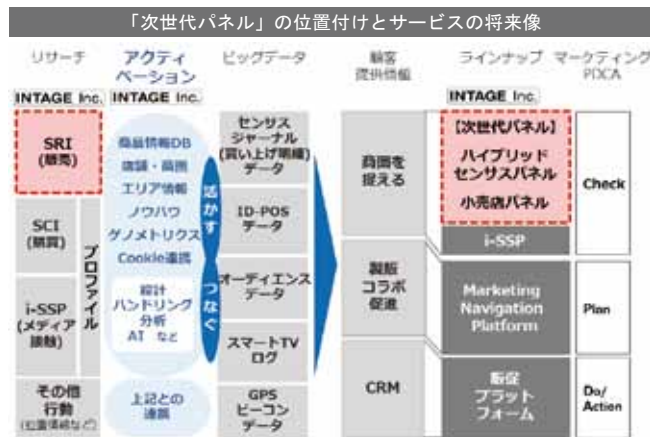 「次世代パネル」の位置付けとサービスの将来像
リサーチ
アクティ
ベーション
ビッグデータ
顧客
提供情報
ラインナップ
マーケティング
PDCA
INTAGE Inc.
INTAGE Inc.
INTAGE Inc.
SRI
(販売)
SCI
(購買)
i-SSP
(メディア
接触)
プロファイル
その他
行動
(位置情報など)
商品情報DB
店舗・商圏
エリア情報
ノウハウ
ゲノメトリクス
Cookie連携
設計
ハンドリング
分析
AI など
上記との
連携
活かす
つなぐ
センサス
ジャーナル
(買い上げ明細)
データ
ID-POS
データ
オーディエンス
データ
スマートTV
ログ
GPS
ビーコン
データ
商圏を
捉える
製販
コラボ
促進
CRM
【次世代パネル】
ハイブリッド
センサスパネル
小売店パネル
i-SSP
Marketing
Navigation
Platform
販促
プラット
フォーム
Check
Plan
Do/
Action